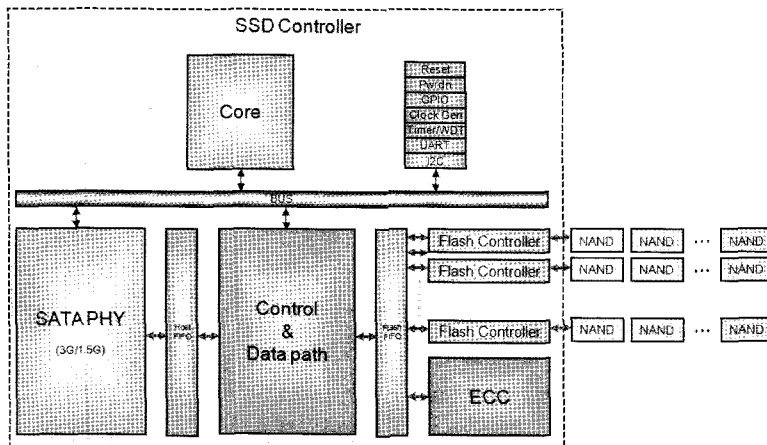 SSD Controller
Core
Reset
Pwrdn
GPIO
Clock Gen
Timer/WDT
UART
I2C
BUS
SATA PHY
(3G/1.5G)
Host
FIFO
Control
&
Data path
Flash
FIFO
Flash Controller
NAND NAND ... NAND
Flash Controller
NAND NAND ... NAND
Flash Controller
NAND NAND ... NAND
ECC